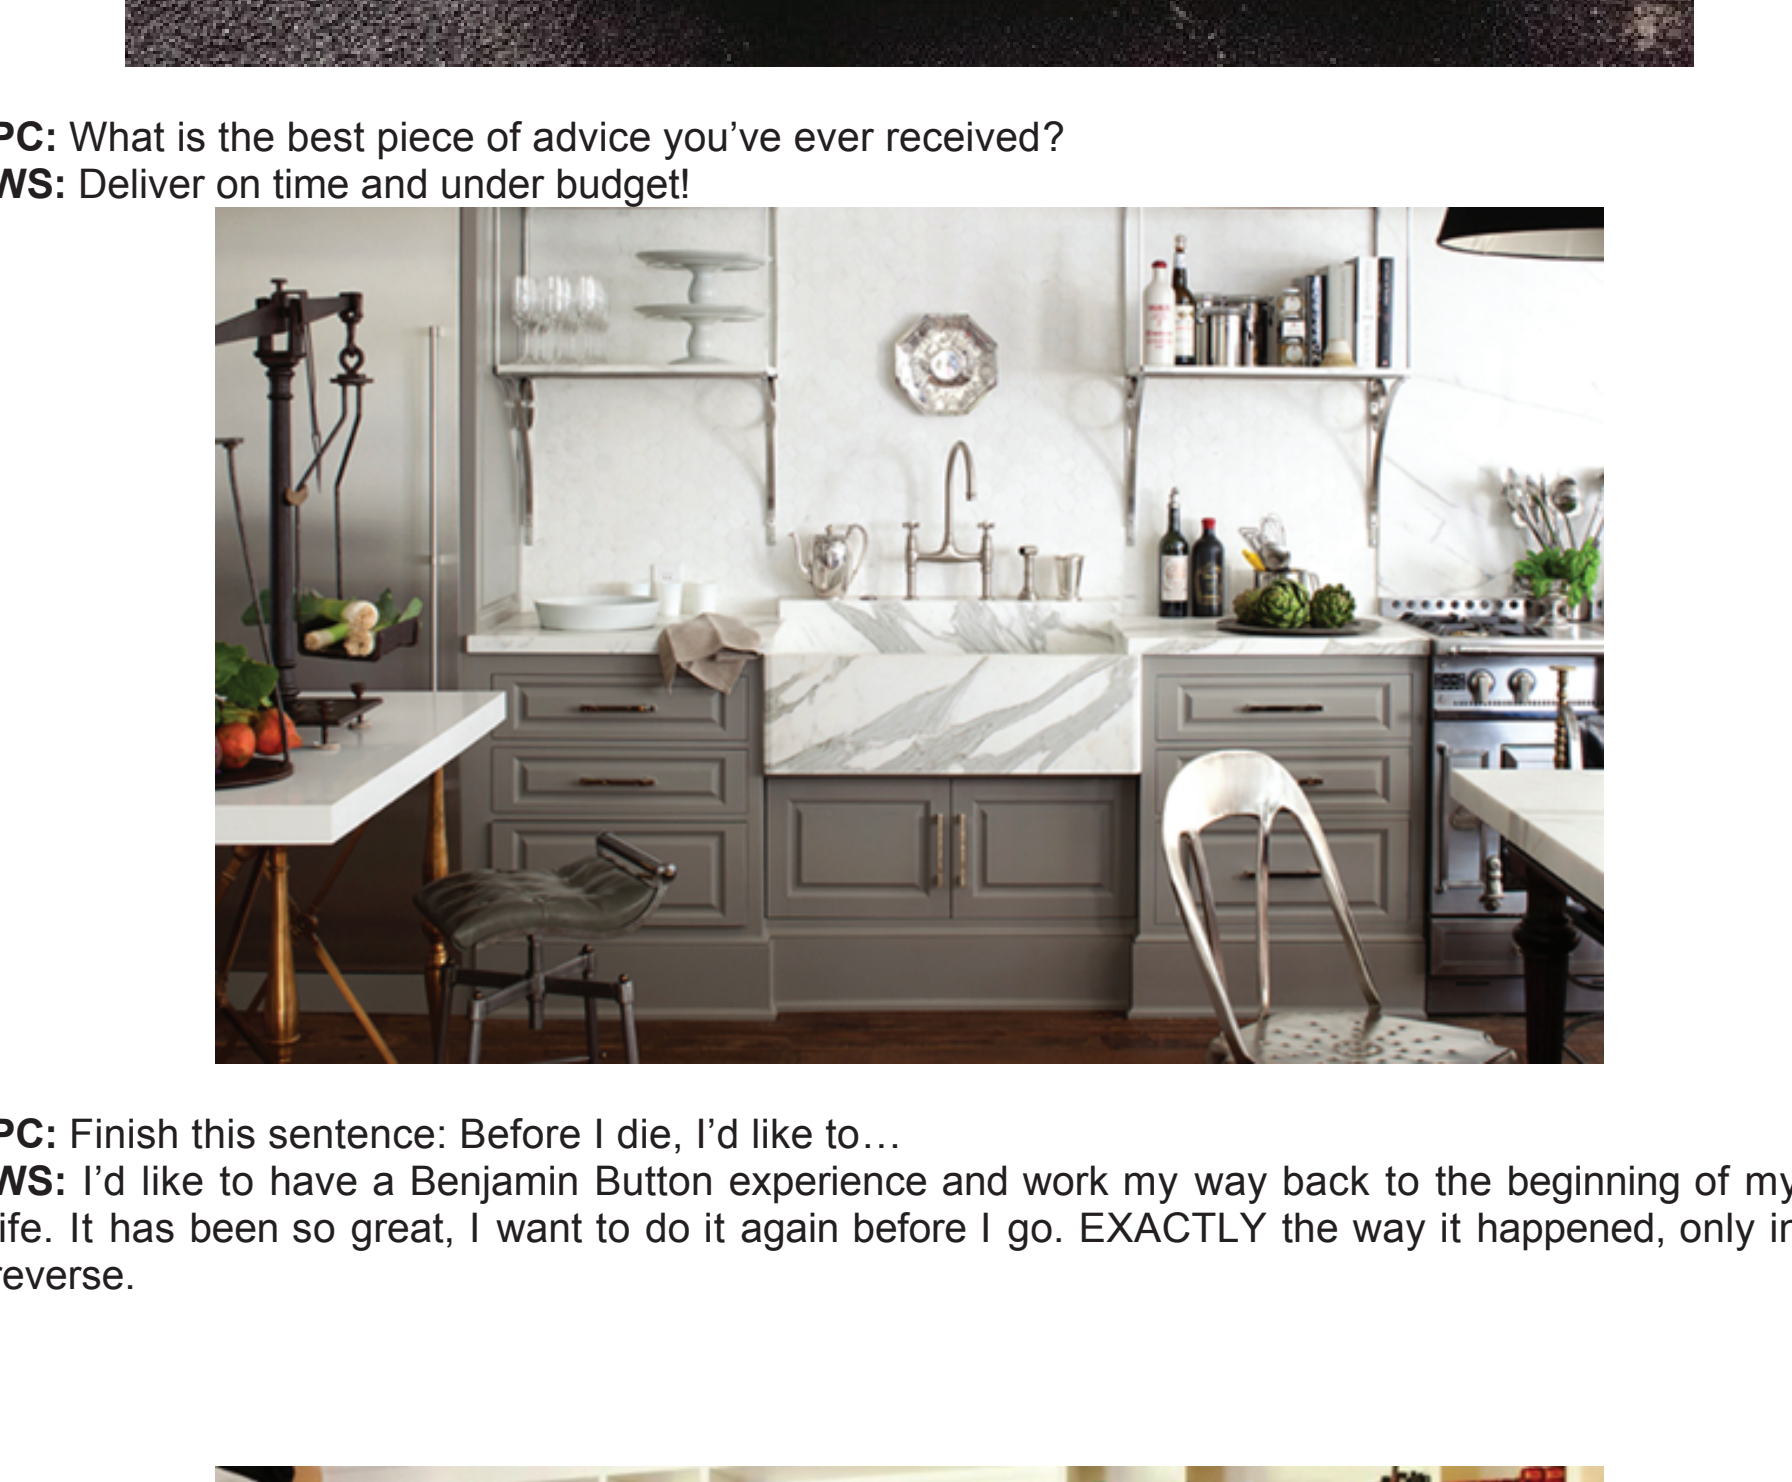 PC: What is the best piece of advice you’ve ever received?
WS: Deliver on time and under budget!
PC: Finish this sentence: Before I die, I’d like to…
WS: I’d like to have a Benjamin Button experience and work my way back to the beginning of my
life. It has been so great, I want to do it again before I go. EXACTLY the way it happened, only in
reverse.